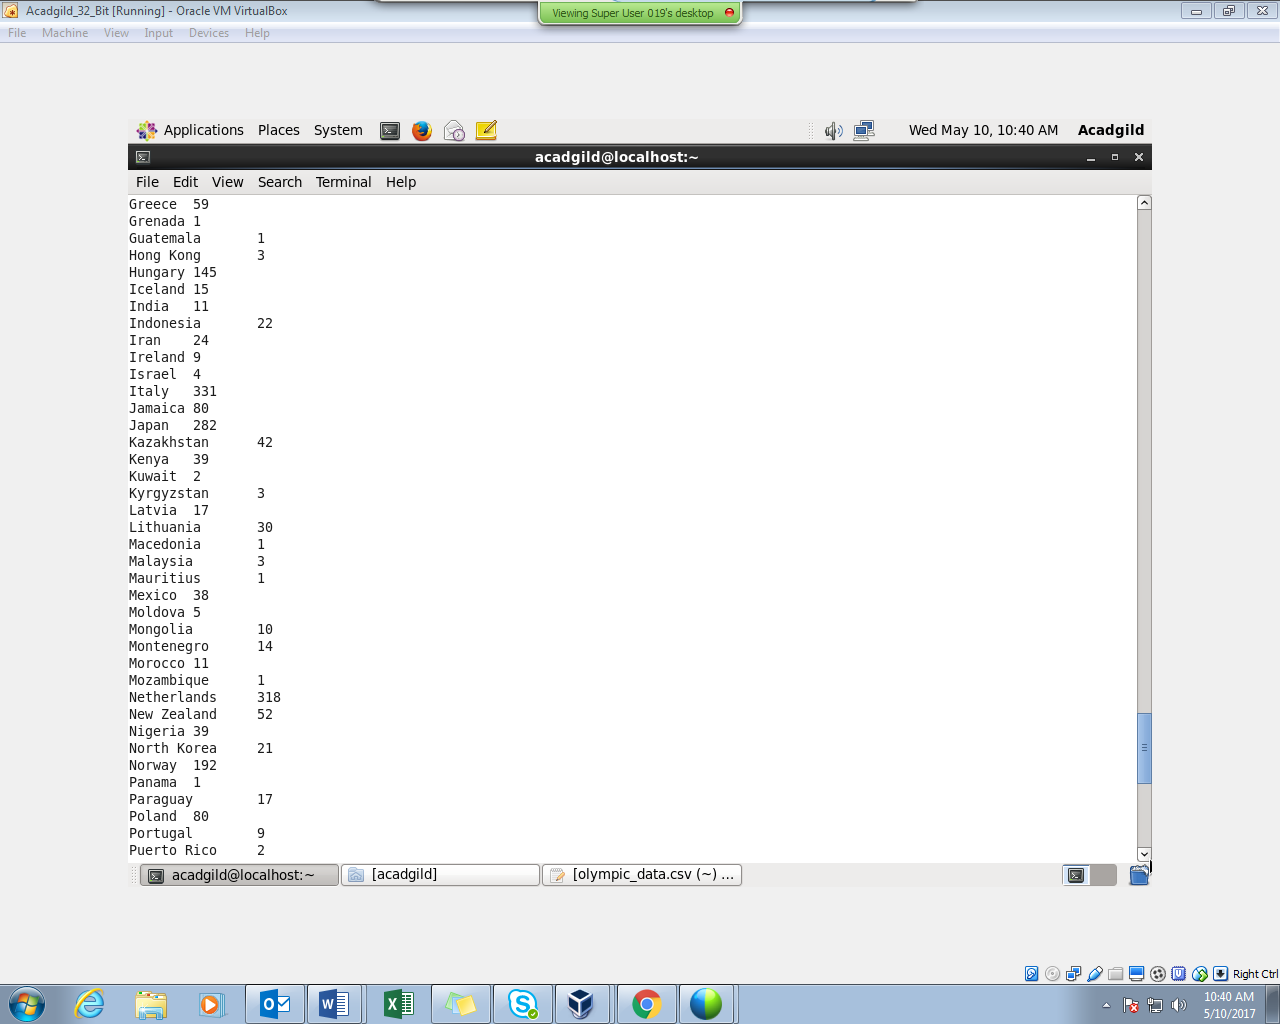 Acadgild_32_Bit [Running] - Oracle VM VirtualBox
Viewing Super User 019's desktop
File Machine View Input Devices Help
Applications Places System
Wed May 10, 10:40 AM Acadgild
acadgild@localhost:~
File Edit View Search Terminal Help
Greece 59
Grenada 1
Guatemala 1
Hong Kong 3
Hungary 145
Iceland 15
India 11
Indonesia 22
Iran 24
Ireland 9
Israel 4
Italy 331
Jamaica 80
Japan 282
Kazakhstan 42
Kenya 39
Kuwait 2
Kyrgyzstan 3
Latvia 17
Lithuania 30
Macedonia 1
Malaysia 3
Mauritius 1
Mexico 38
Moldova 5
Mongolia 10
Montenegro 14
Morocco 11
Mozambique 1
Netherlands 318
New Zealand 52
Nigeria 39
North Korea 21
Norway 192
Panama 1
Paraguay 17
Poland 80
Portugal 9
Puerto Rico 2
acadgild@localhost:~ [acadgild] [olympic_data.csv (~) ...
Right Ctrl
10:40 AM
5/10/2017